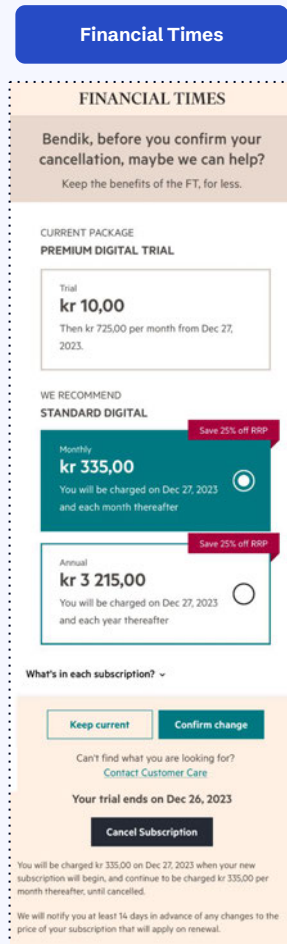 Financial Times
FINANCIAL TIMES
Bendik, before you confirm your
cancellation, maybe we can help?
Keep the benefits of the FT, for less.
CURRENT PACKAGE
PREMIUM DIGITAL TRIAL
Trial
kr 10,00
Then kr 725,00 per month from Dec 27,
2023.
WE RECOMMEND
STANDARD DIGITAL
Save 25% off RRP
Monthly
kr 335,00
You will be charged on Dec 27, 2023
and each month thereafter
Save 25% off RRP
Annual
kr 3 215,00
You will be charged on Dec 27, 2023
and each year thereafter
What's in each subscription?
Keep current
Confirm change
Can't find what you are looking for?
Contact Customer Care
Your trial ends on Dec 26, 2023
Cancel Subscription
You will be charged kr 335,00 on Dec 27, 2023 when your new
subscription will begin, and continue to be charged kr 335,00 per
month thereafter, until cancelled.
We will notify you at least 14 days in advance of any changes to the
price of your subscription that will apply on renewal.